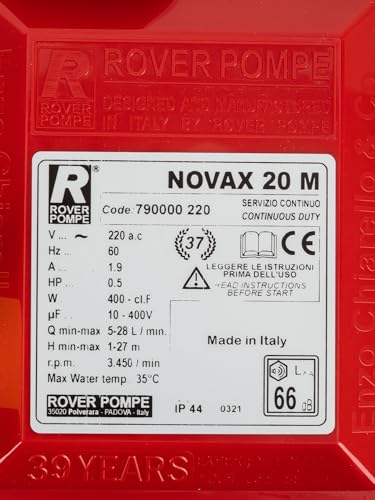 R
ROVER
POMPE
ROVER POMPE
DESIGNED AND MANUFACTURED
IN ITALY BY ROVER POMPE
R®
ROVER
POMPE
NOVAX 20 M
Code. 790000 220
SERVIZIO CONTINUO
CONTINUOUS DUTY
V ... ~ 220 a.c
Hz .. 60
A ... 1.9
HP .. 0.5
W 400 - cl.F
µF .. 10 - 400V
Q min-max 5-28 L / min.
H min-max 1-27 m
r.p.m. 3.450 / min
Max Water temp. 35°C
37
CE
LEGGERE LE ISTRUZIONI
PRIMA DELL'USO
READ INSTRUCTIONS
BEFORE START
Made in Italy
66 dB
ROVER POMPE
35020 Polverara - PADOVA - Italy
IP 44 0321
39 YEARS
Enzo Chiarello &